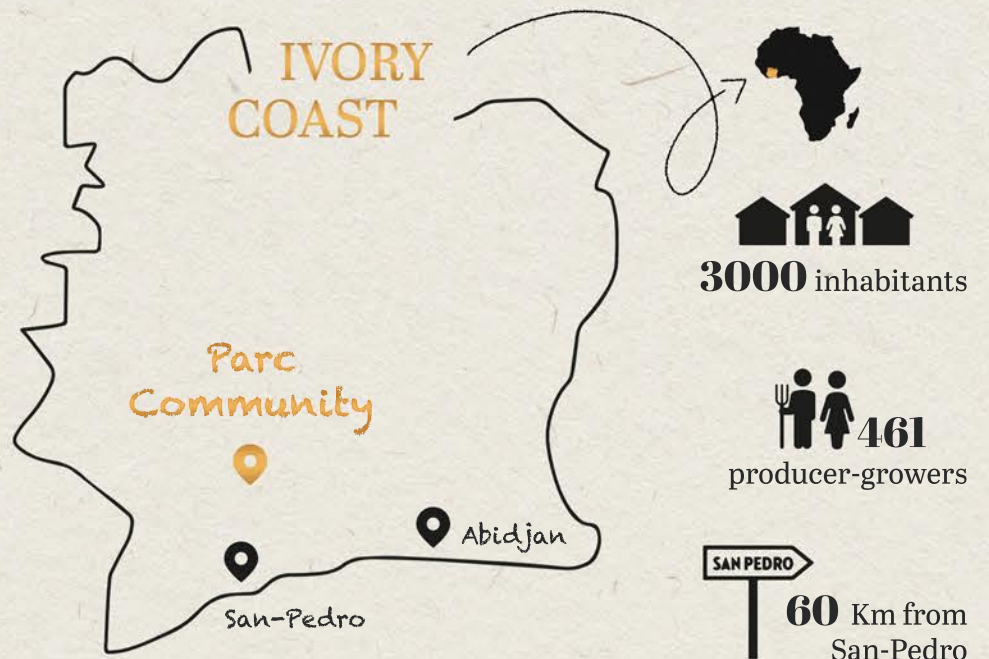 IVORY
COAST
3000 inhabitants
Parc
Community
461
producer-growers
Abidjan
SAN PEDRO
60 Km from
San-Pedro
San-Pedro